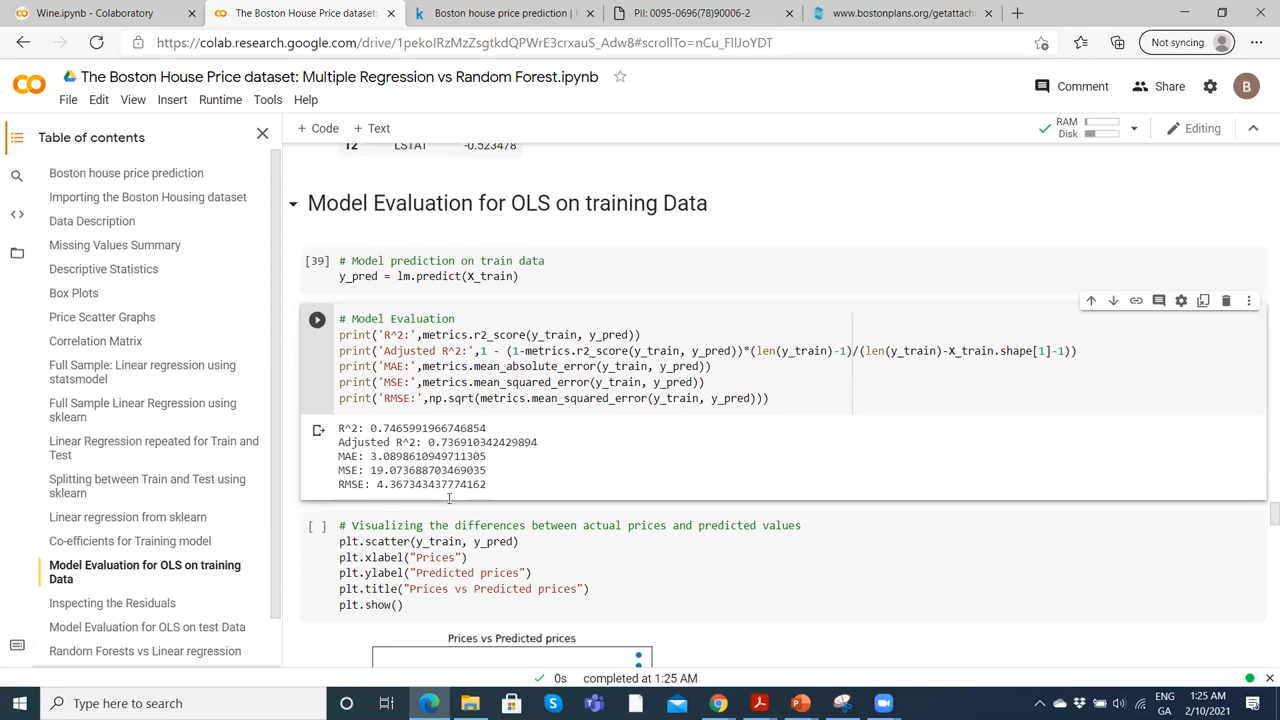 Wine.ipynb - Colaboratory
The Boston House Price dataset:
Boston house price prediction |
PII: 0095-0696(78)90006-2
www.bostonplans.org/getattachm
https://colab.research.google.com/drive/1pekoIRzMzZsgtkdQPWrE3crxauS_Adw8#scrollTo=nCu_FlIJoYDT
Not syncing
The Boston House Price dataset: Multiple Regression vs Random Forest.ipynb
File Edit View Insert Runtime Tools Help
Comment
Share
B
Table of contents
+ Code + Text
RAM
Disk
Editing
Boston house price prediction
Importing the Boston Housing dataset
Data Description
Missing Values Summary
Descriptive Statistics
Box Plots
Price Scatter Graphs
Correlation Matrix
Full Sample: Linear regression using
statsmodel
Full Sample Linear Regression using
sklearn
Linear Regression repeated for Train and
Test
Splitting between Train and Test using
sklearn
Linear regression from sklearn
Co-efficients for Training model
Model Evaluation for OLS on training
Data
Inspecting the Residuals
Model Evaluation for OLS on test Data
Random Forests vs Linear regression
12 LSTAT -0.523478
Model Evaluation for OLS on training Data
[39] # Model prediction on train data
y_pred = lm.predict(X_train)
# Model Evaluation
print('R^2:',metrics.r2_score(y_train, y_pred))
print('Adjusted R^2:',1 - (1-metrics.r2_score(y_train, y_pred))*(len(y_train)-1)/(len(y_train)-X_train.shape[1]-1))
print('MAE:',metrics.mean_absolute_error(y_train, y_pred))
print('MSE:',metrics.mean_squared_error(y_train, y_pred))
print('RMSE:',np.sqrt(metrics.mean_squared_error(y_train, y_pred)))
R^2: 0.7465991966746854
Adjusted R^2: 0.736910342429894
MAE: 3.0898610949711305
MSE: 19.073688703469035
RMSE: 4.367343437774162
[ ] # Visualizing the differences between actual prices and predicted values
plt.scatter(y_train, y_pred)
plt.xlabel("Prices")
plt.ylabel("Predicted prices")
plt.title("Prices vs Predicted prices")
plt.show()
Prices vs Predicted prices
0s completed at 1:25 AM
Type here to search
ENG
GA
1:25 AM
2/10/2021